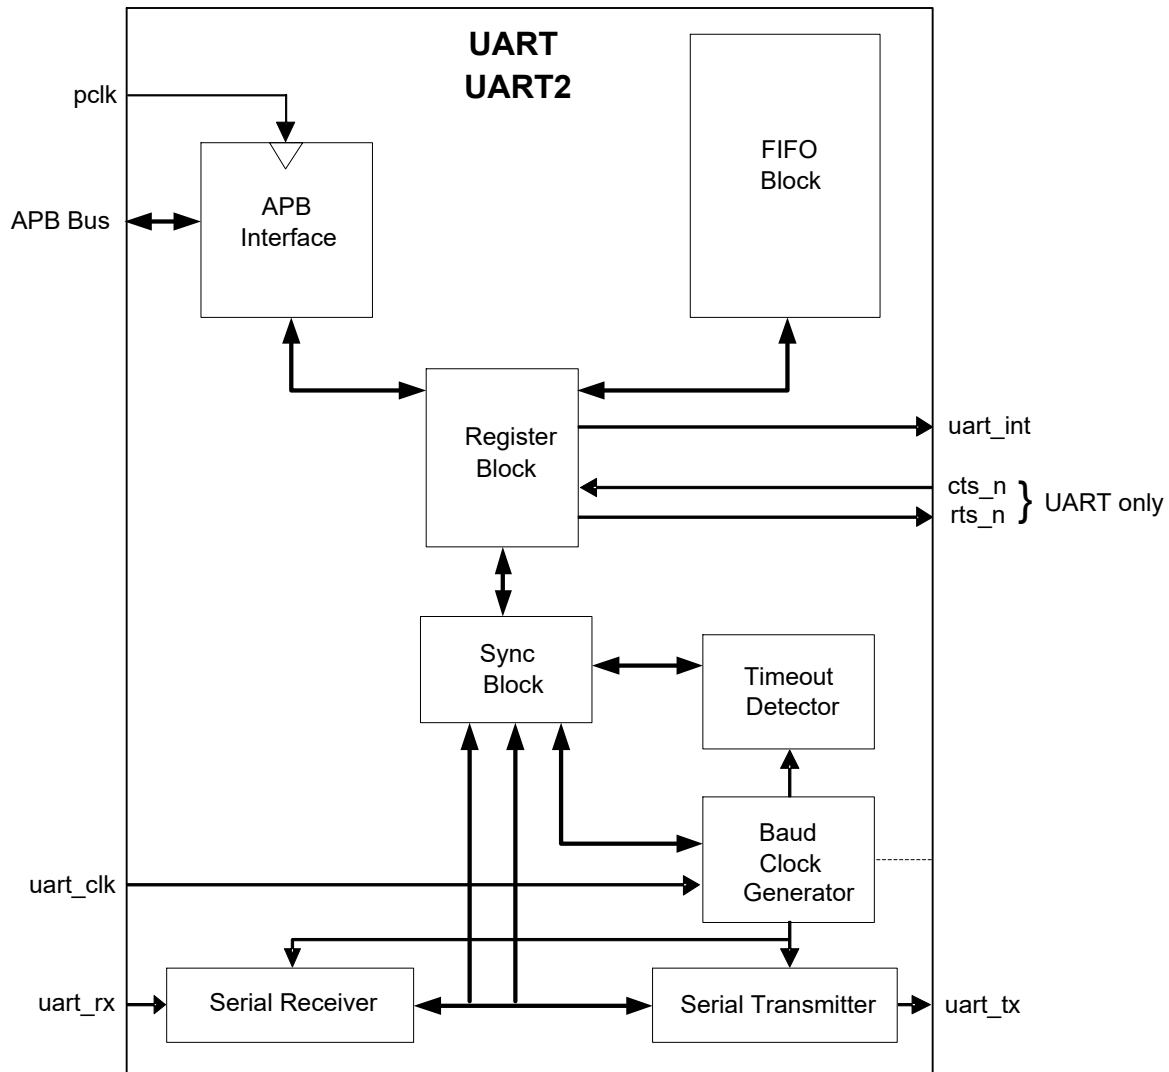 UART
UART2
pclk
FIFO
Block
APB Bus
APB
Interface
Register
Block
uart_int
cts_n
rts_n
} UART only
Sync
Block
Timeout
Detector
Baud
Clock
Generator
uart_clk
uart_rx
Serial Receiver
Serial Transmitter
uart_tx